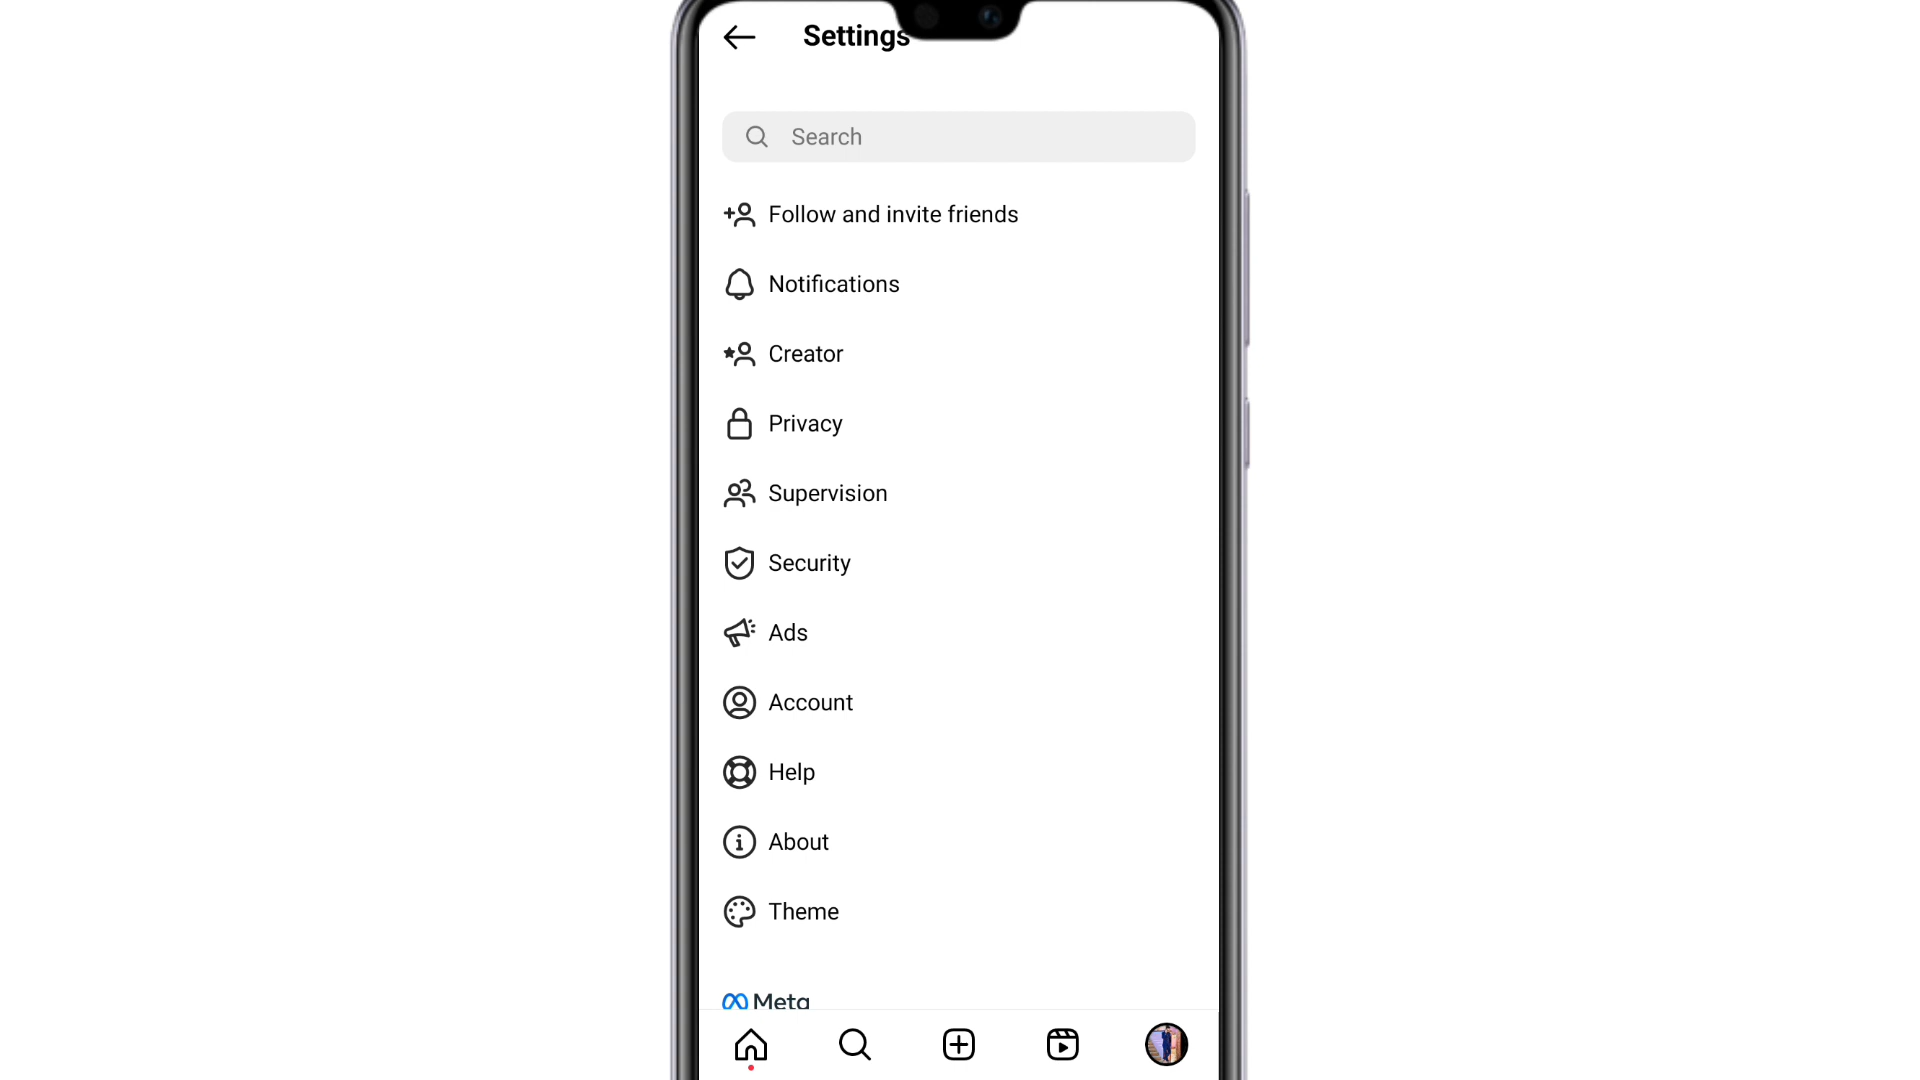 Settings
Search
Follow and invite friends
Notifications
Creator
Privacy
Supervision
Security
Ads
Account
Help
About
Theme
Meta